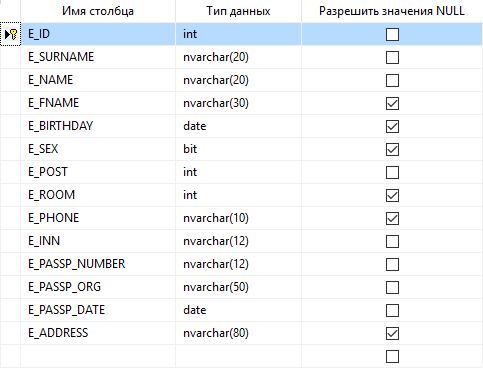 Имя столбца Тип данных Разрешить значения NULL
E_ID int
E_SURNAME nvarchar(20)
E_NAME nvarchar(20)
E_FNAME nvarchar(30)
E_BIRTHDAY date
E_SEX bit
E_POST int
E_ROOM int
E_PHONE nvarchar(10)
E_INN nvarchar(12)
E_PASSP_NUMBER nvarchar(12)
E_PASSP_ORG nvarchar(50)
E_PASSP_DATE date
E_ADDRESS nvarchar(80)